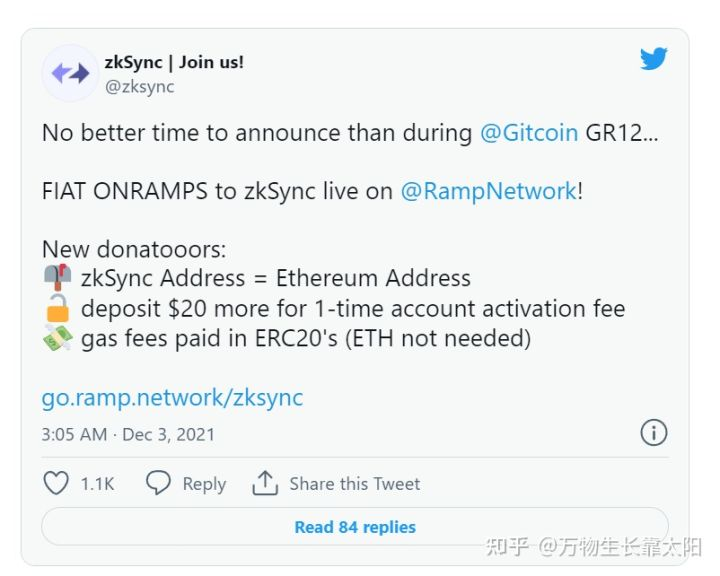 zkSync | Join us!
@zksync
No better time to announce than during @Gitcoin GR12...
FIAT ONRAMPS to zkSync live on @RampNetwork!
New donatooors:
📬 zkSync Address = Ethereum Address
🔓 deposit $20 more for 1-time account activation fee
💸 gas fees paid in ERC20's (ETH not needed)
go.ramp.network/zksync
3:05 AM · Dec 3, 2021
1.1K Reply Share this Tweet
Read 84 replies
知乎 @万物生长靠太阳